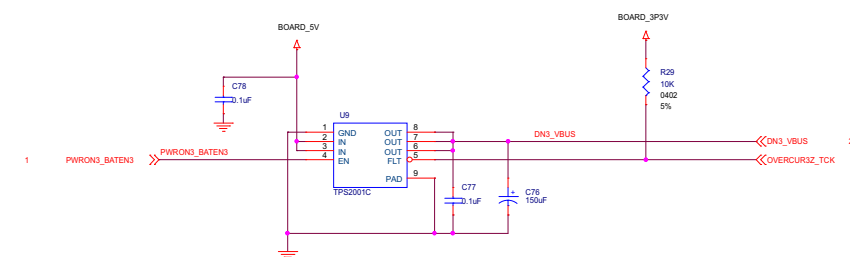 BOARD_3P3V
BOARD_5V
R29
10K
0402
5%
C78
0.1uF
U9
1 GND OUT 8
2 IN OUT 7
3 IN OUT 6
4 EN FLT 5
PAD 9
TPS2001C
DN3_VBUS
DN3_VBUS
1 PWRON3_BATEN3 PWRON3_BATEN3
OVERCUR3Z_TCK
C77
0.1uF
C76
150uF
+